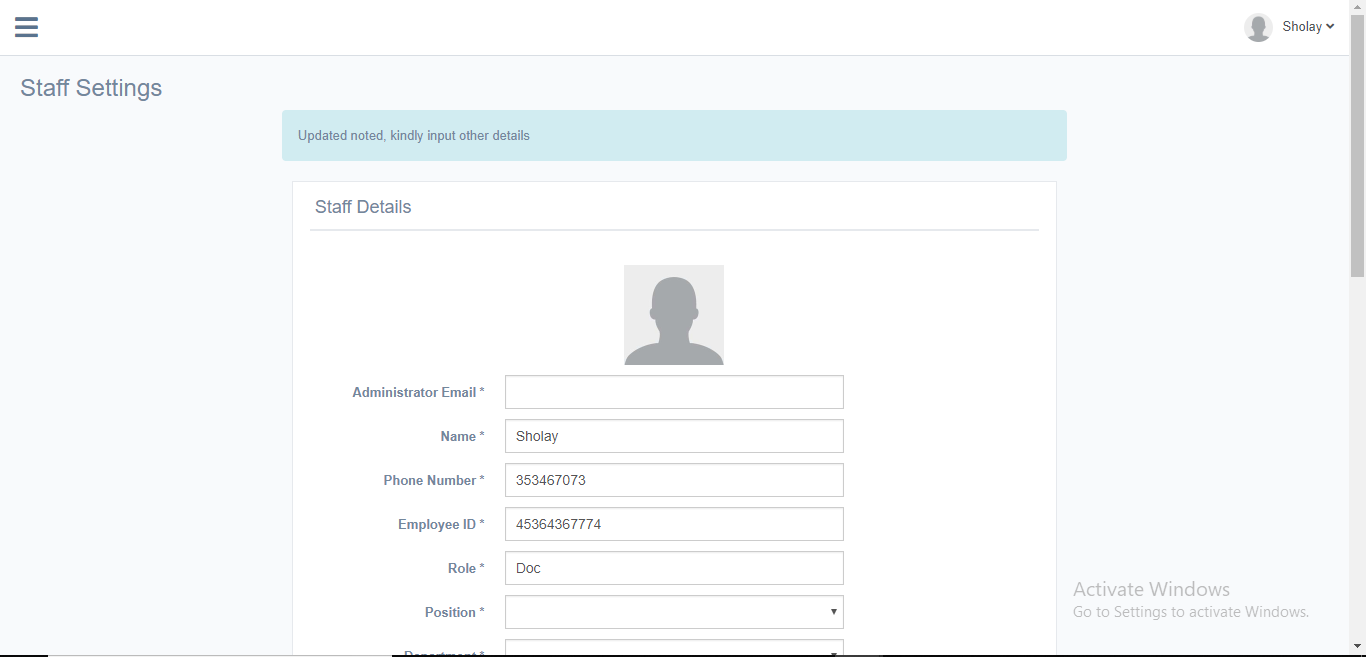 Sholay
Staff Settings
Updated noted, kindly input other details
Staff Details
Administrator Email *
Name * Sholay
Phone Number * 353467073
Employee ID * 45364367774
Role * Doc
Position *
Department *
Activate Windows
Go to Settings to activate Windows.